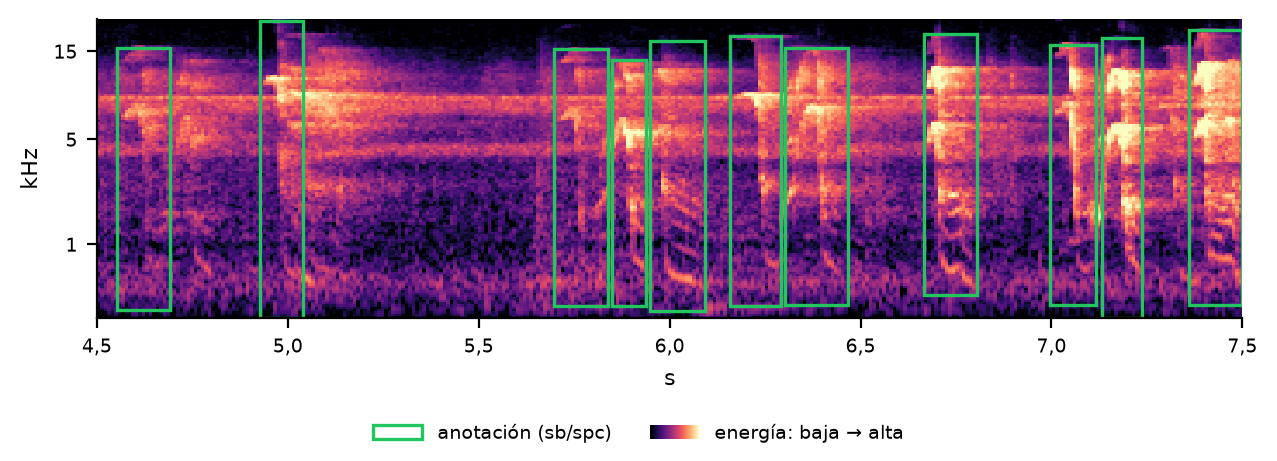 15
5
1
kHz
4,5 5,0 5,5 6,0 6,5 7,0 7,5
s
anotación (sb/spc) energía: baja → alta